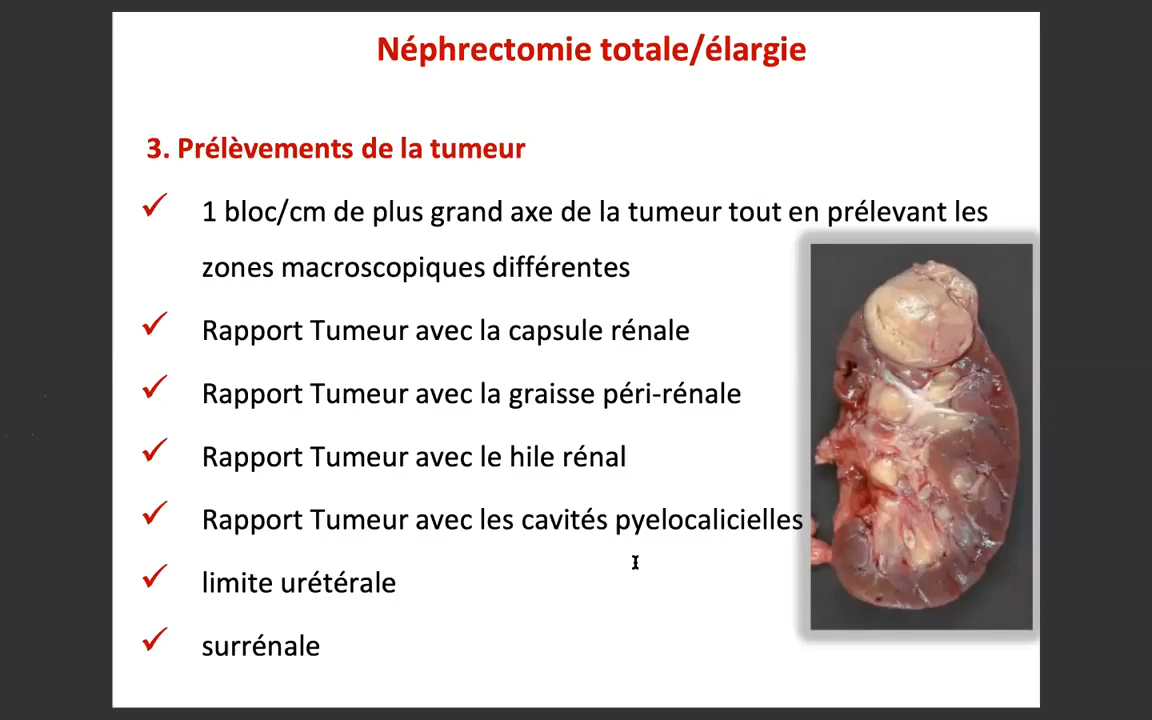 Néphrectomie totale/élargie
3. Prélèvements de la tumeur
1 bloc/cm de plus grand axe de la tumeur tout en prélevant les
zones macroscopiques différentes
Rapport Tumeur avec la capsule rénale
Rapport Tumeur avec la graisse péri-rénale
Rapport Tumeur avec le hile rénal
Rapport Tumeur avec les cavités pyelocalicielles
limite urétérale
surrénale